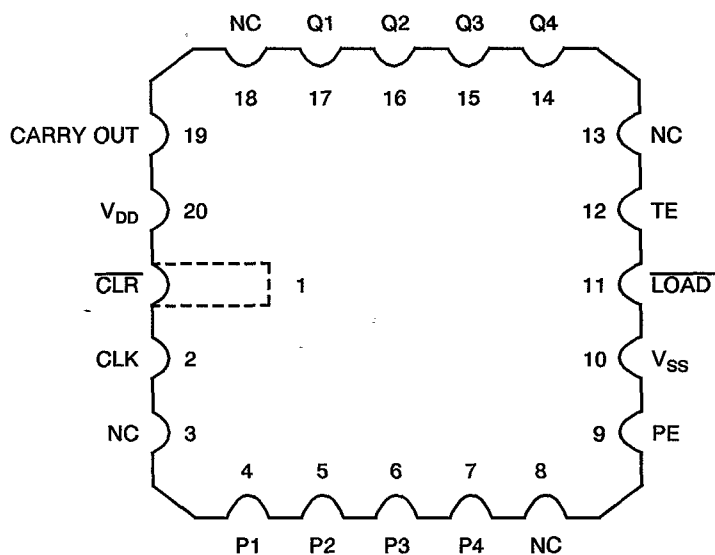 NC Q1 Q2 Q3 Q4
18 17 16 15 14
CARRY OUT 19 13 NC
V_DD 20 12 TE
C̅L̅R̅ 1 11 L̅O̅A̅D̅
CLK 2 10 V_SS
NC 3 9 PE
4 5 6 7 8
P1 P2 P3 P4 NC